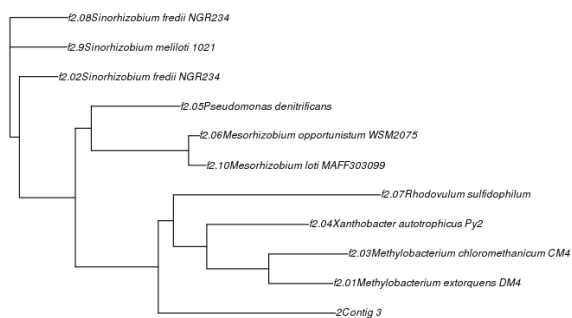 f2.08Sinorhizobium fredii NGR234
f2.9Sinorhizobium meliloti 1021
f2.02Sinorhizobium fredii NGR234
f2.05Pseudomonas denitrificans
f2.06Mesorhizobium opportunistum WSM2075
f2.10Mesorhizobium loti MAFF303099
f2.07Rhodovulum sulfidophilum
f2.04Xanthobacter autotrophicus Py2
f2.03Methylobacterium chloromethanicum CM4
f2.01Methylobacterium extorquens DM4
2Contig 3